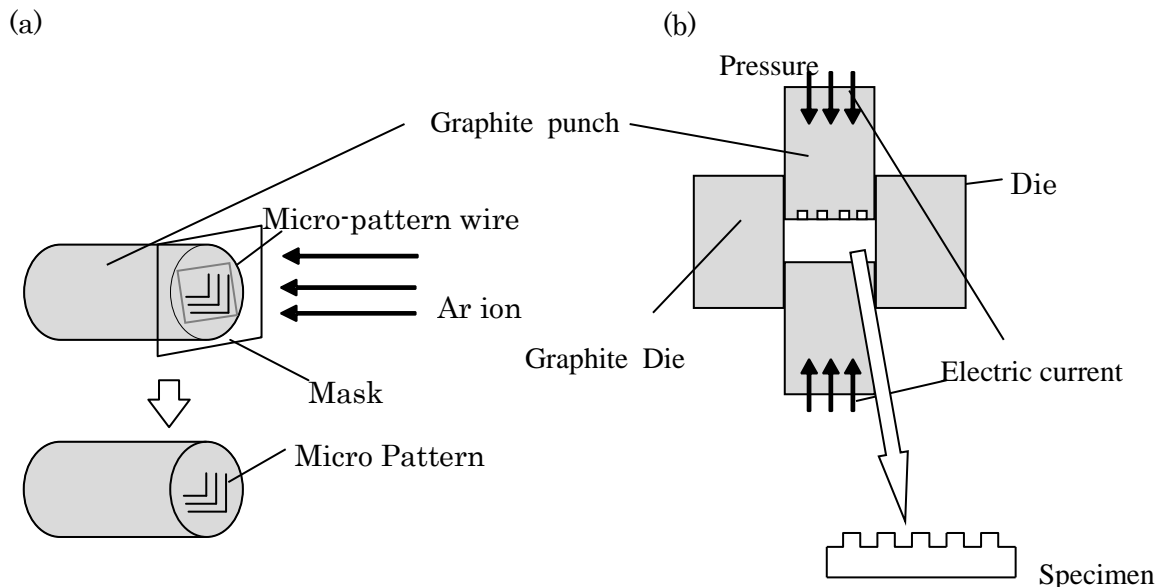 (a)
Graphite punch
Micro-pattern wire
Ar ion
Mask
Micro Pattern
(b)
Pressure
Die
Graphite Die
Electric current
Specimen